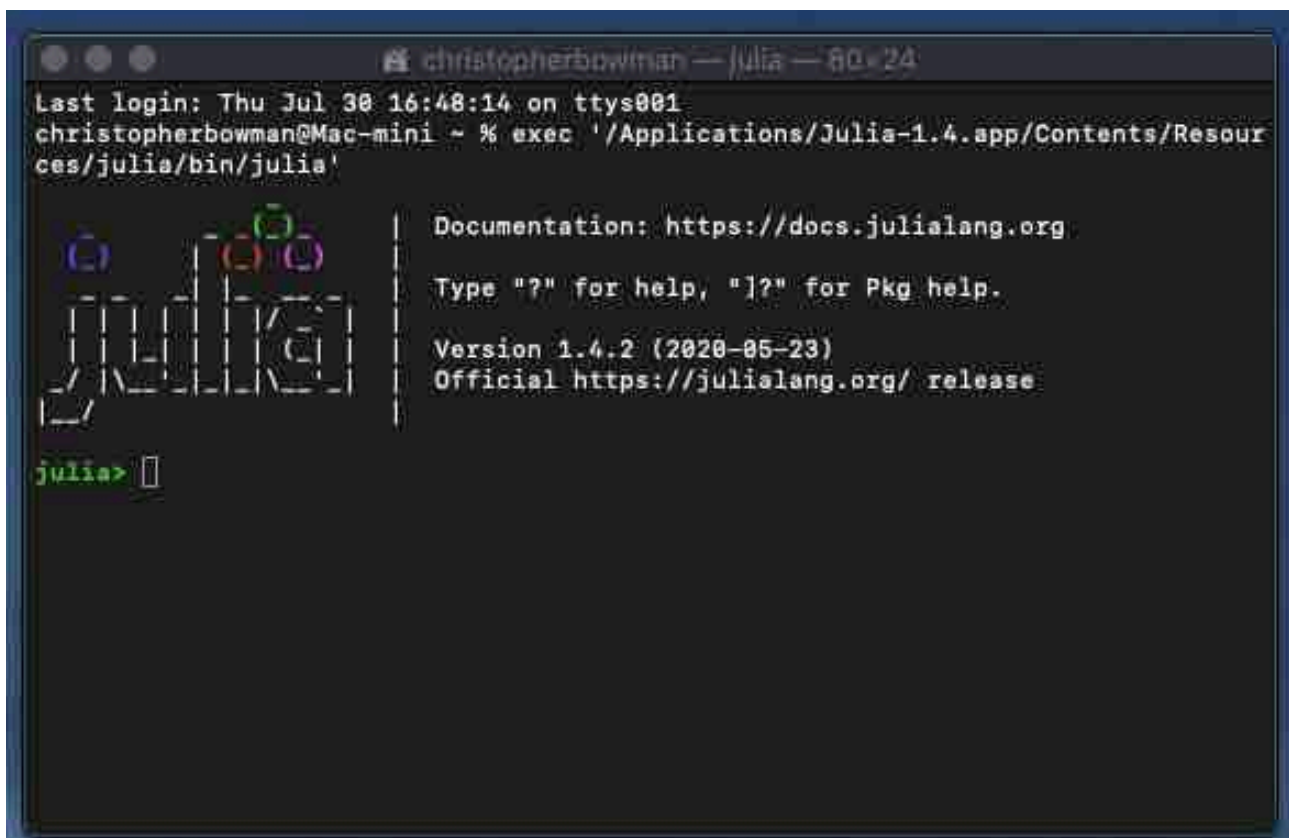 christopherbowman — julia — 80×24
Last login: Thu Jul 30 16:48:14 on ttys001
christopherbowman@Mac-mini ~ % exec '/Applications/Julia-1.4.app/Contents/Resour
ces/julia/bin/julia'
Documentation: https://docs.julialang.org
Type "?" for help, "]?" for Pkg help.
Version 1.4.2 (2020-05-23)
Official https://julialang.org/ release
julia>